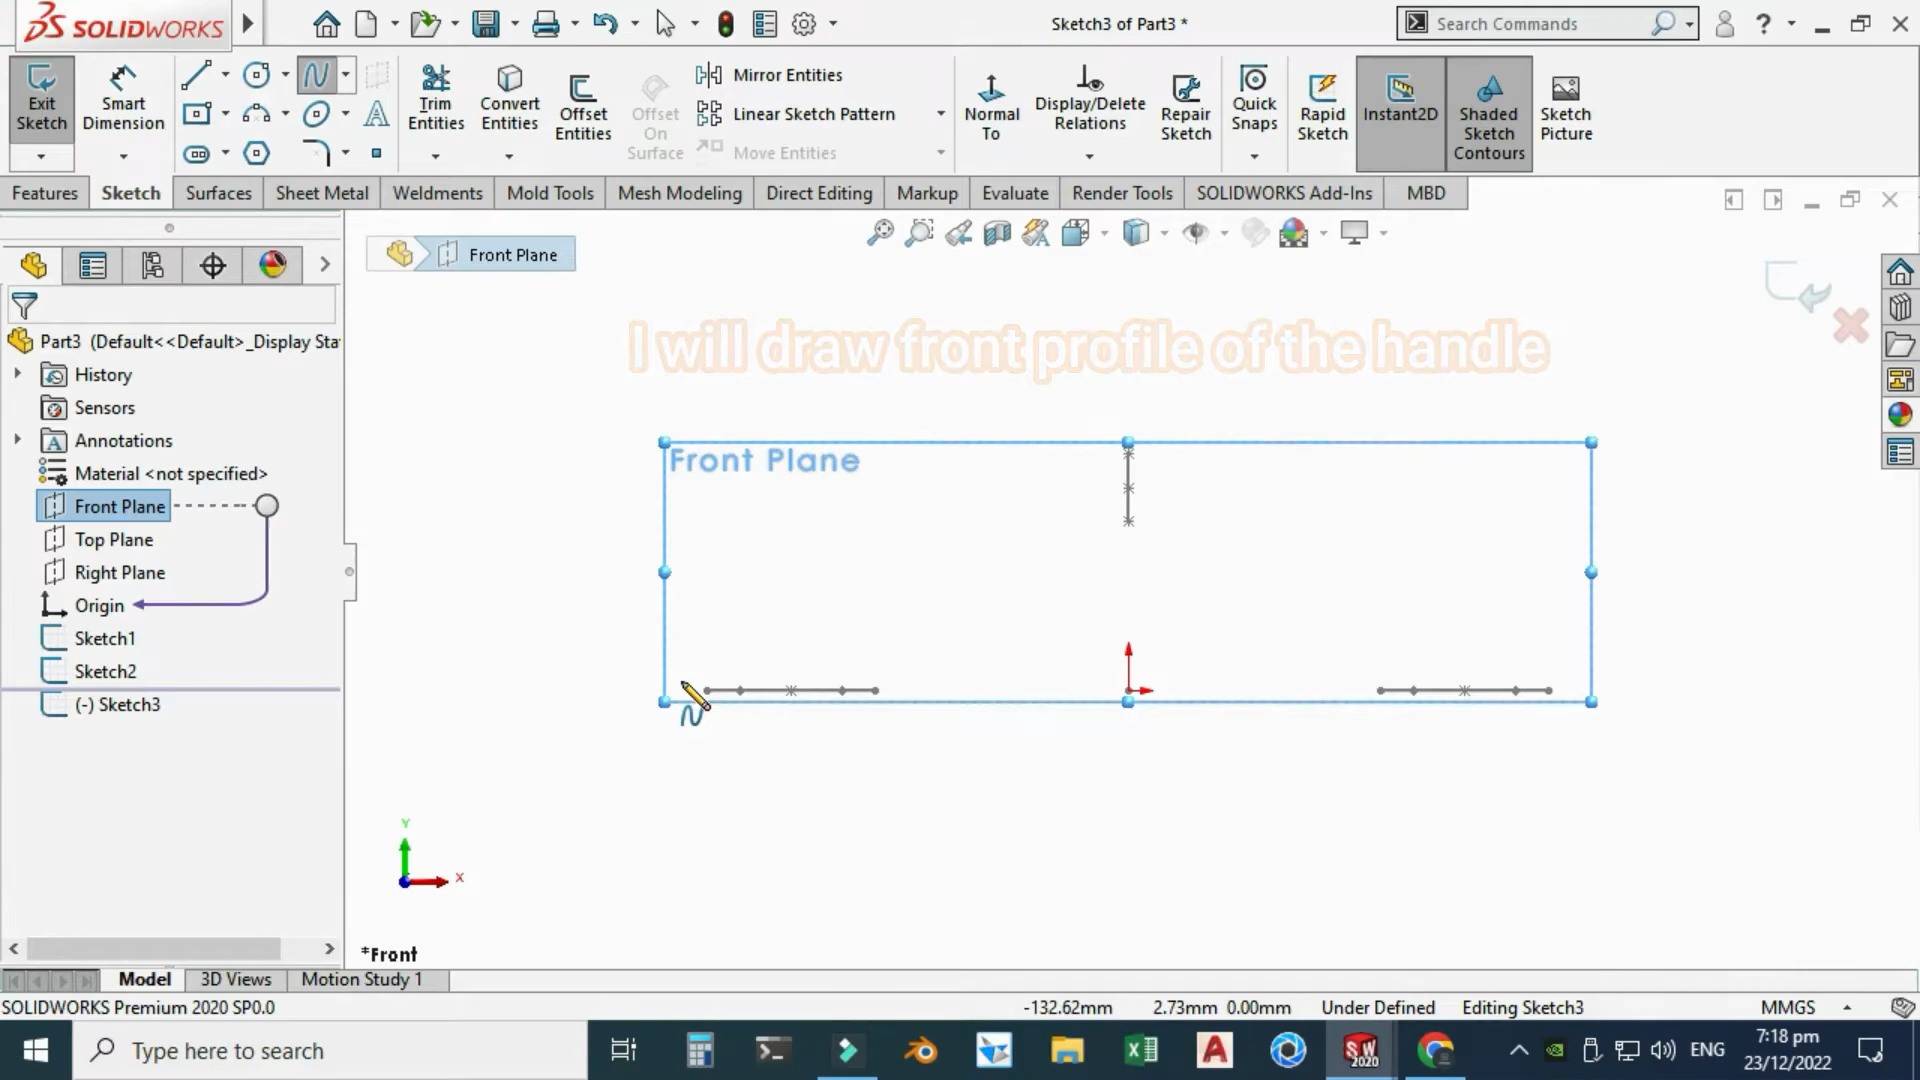 SOLIDWORKS
Sketch3 of Part3 *
Search Commands
Exit Sketch
Smart Dimension
Trim Entities
Convert Entities
Offset Entities
Offset On Surface
Mirror Entities
Linear Sketch Pattern
Move Entities
Normal To
Display/Delete Relations
Repair Sketch
Quick Snaps
Rapid Sketch
Instant2D
Shaded Sketch Contours
Sketch Picture
Features
Sketch
Surfaces
Sheet Metal
Weldments
Mold Tools
Mesh Modeling
Direct Editing
Markup
Evaluate
Render Tools
SOLIDWORKS Add-Ins
MBD
Front Plane
I will draw front profile of the handle
Part3 (Default<<Default>_Display Sta
History
Sensors
Annotations
Material <not specified>
Front Plane
Top Plane
Right Plane
Origin
Sketch1
Sketch2
(-) Sketch3
Front Plane
Y
X
*Front
Model
3D Views
Motion Study 1
SOLIDWORKS Premium 2020 SP0.0
-132.62mm
2.73mm 0.00mm
Under Defined
Editing Sketch3
MMGS
Type here to search
SW
2020
ENG
7:18 pm
23/12/2022